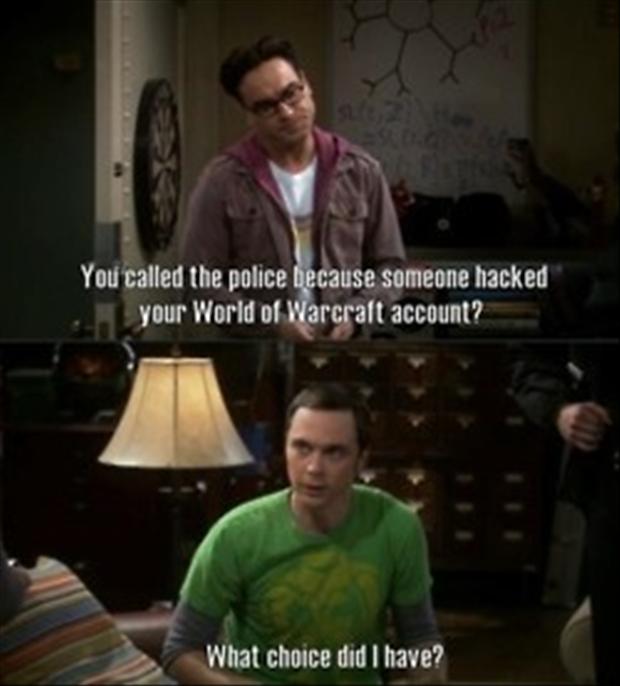 You called the police because someone hacked
your World of Warcraft account?
What choice did I have?